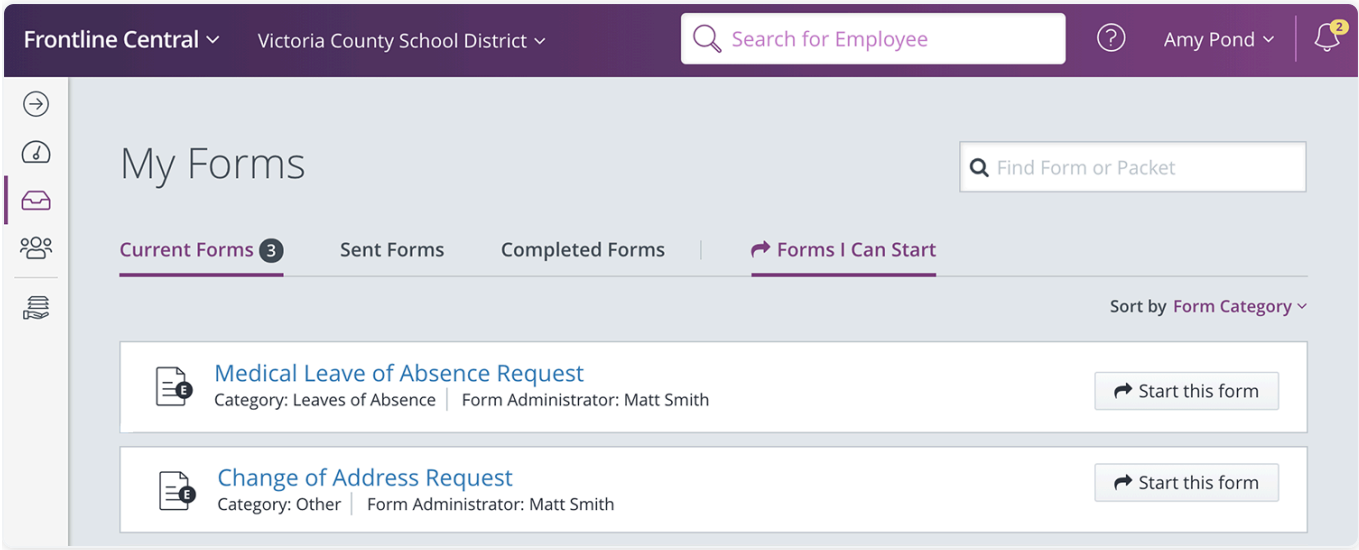 Frontline Central Victoria County School District Search for Employee Amy Pond 2
My Forms Find Form or Packet
Current Forms 3 Sent Forms Completed Forms Forms I Can Start
Sort by Form Category
Medical Leave of Absence Request
E Category: Leaves of Absence Form Administrator: Matt Smith Start this form
Change of Address Request
E Category: Other Form Administrator: Matt Smith Start this form